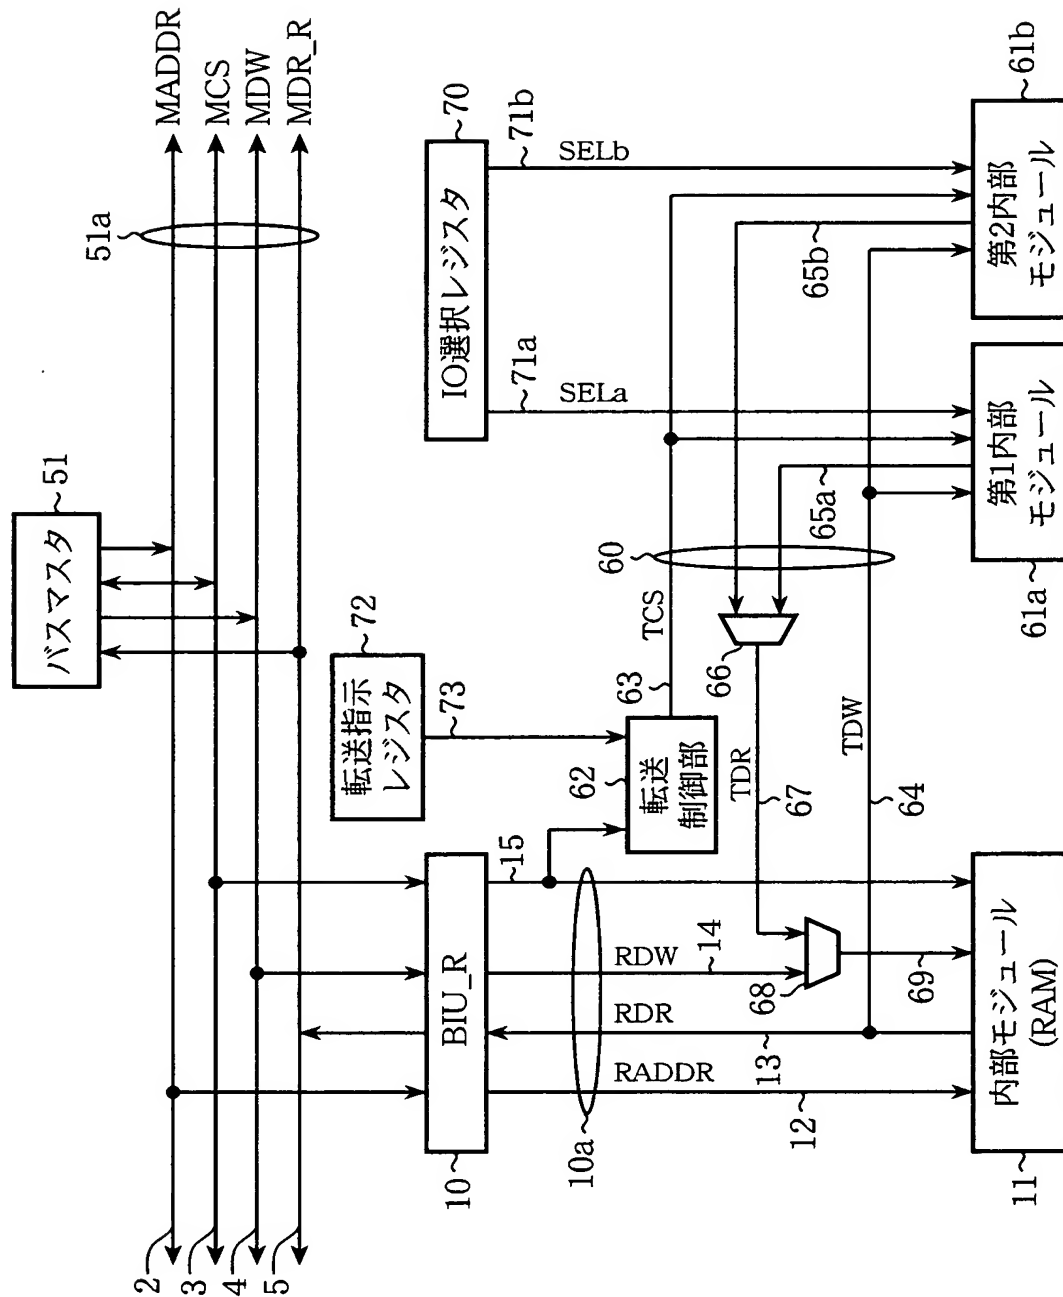 バスマスタ
51
51a
MADDR
MCS
MDW
MDR_R
2
3
4
5
転送指示
レジスタ
72
73
IO選択レジスタ
70
71a
SELa
71b
SELb
BIU_R
10
10a
15
RDW
14
RDR
13
RADDR
12
転送
制御部
62
63
TCS
60
66
TDR
67
TDW
64
65a
65b
68
69
内部モジュール
(RAM)
11
第1内部
モジュール
61a
第2内部
モジュール
61b